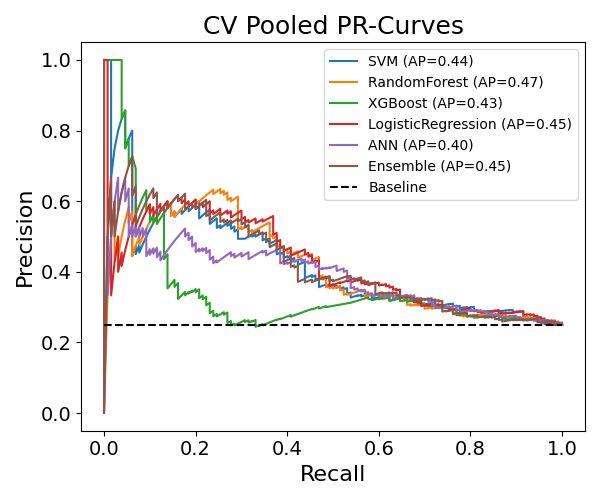 CV Pooled PR-Curves
Precision
1.0
0.8
0.6
0.4
0.2
0.0
SVM (AP=0.44)
RandomForest (AP=0.47)
XGBoost (AP=0.43)
LogisticRegression (AP=0.45)
ANN (AP=0.40)
Ensemble (AP=0.45)
Baseline
0.0 0.2 0.4 0.6 0.8 1.0
Recall